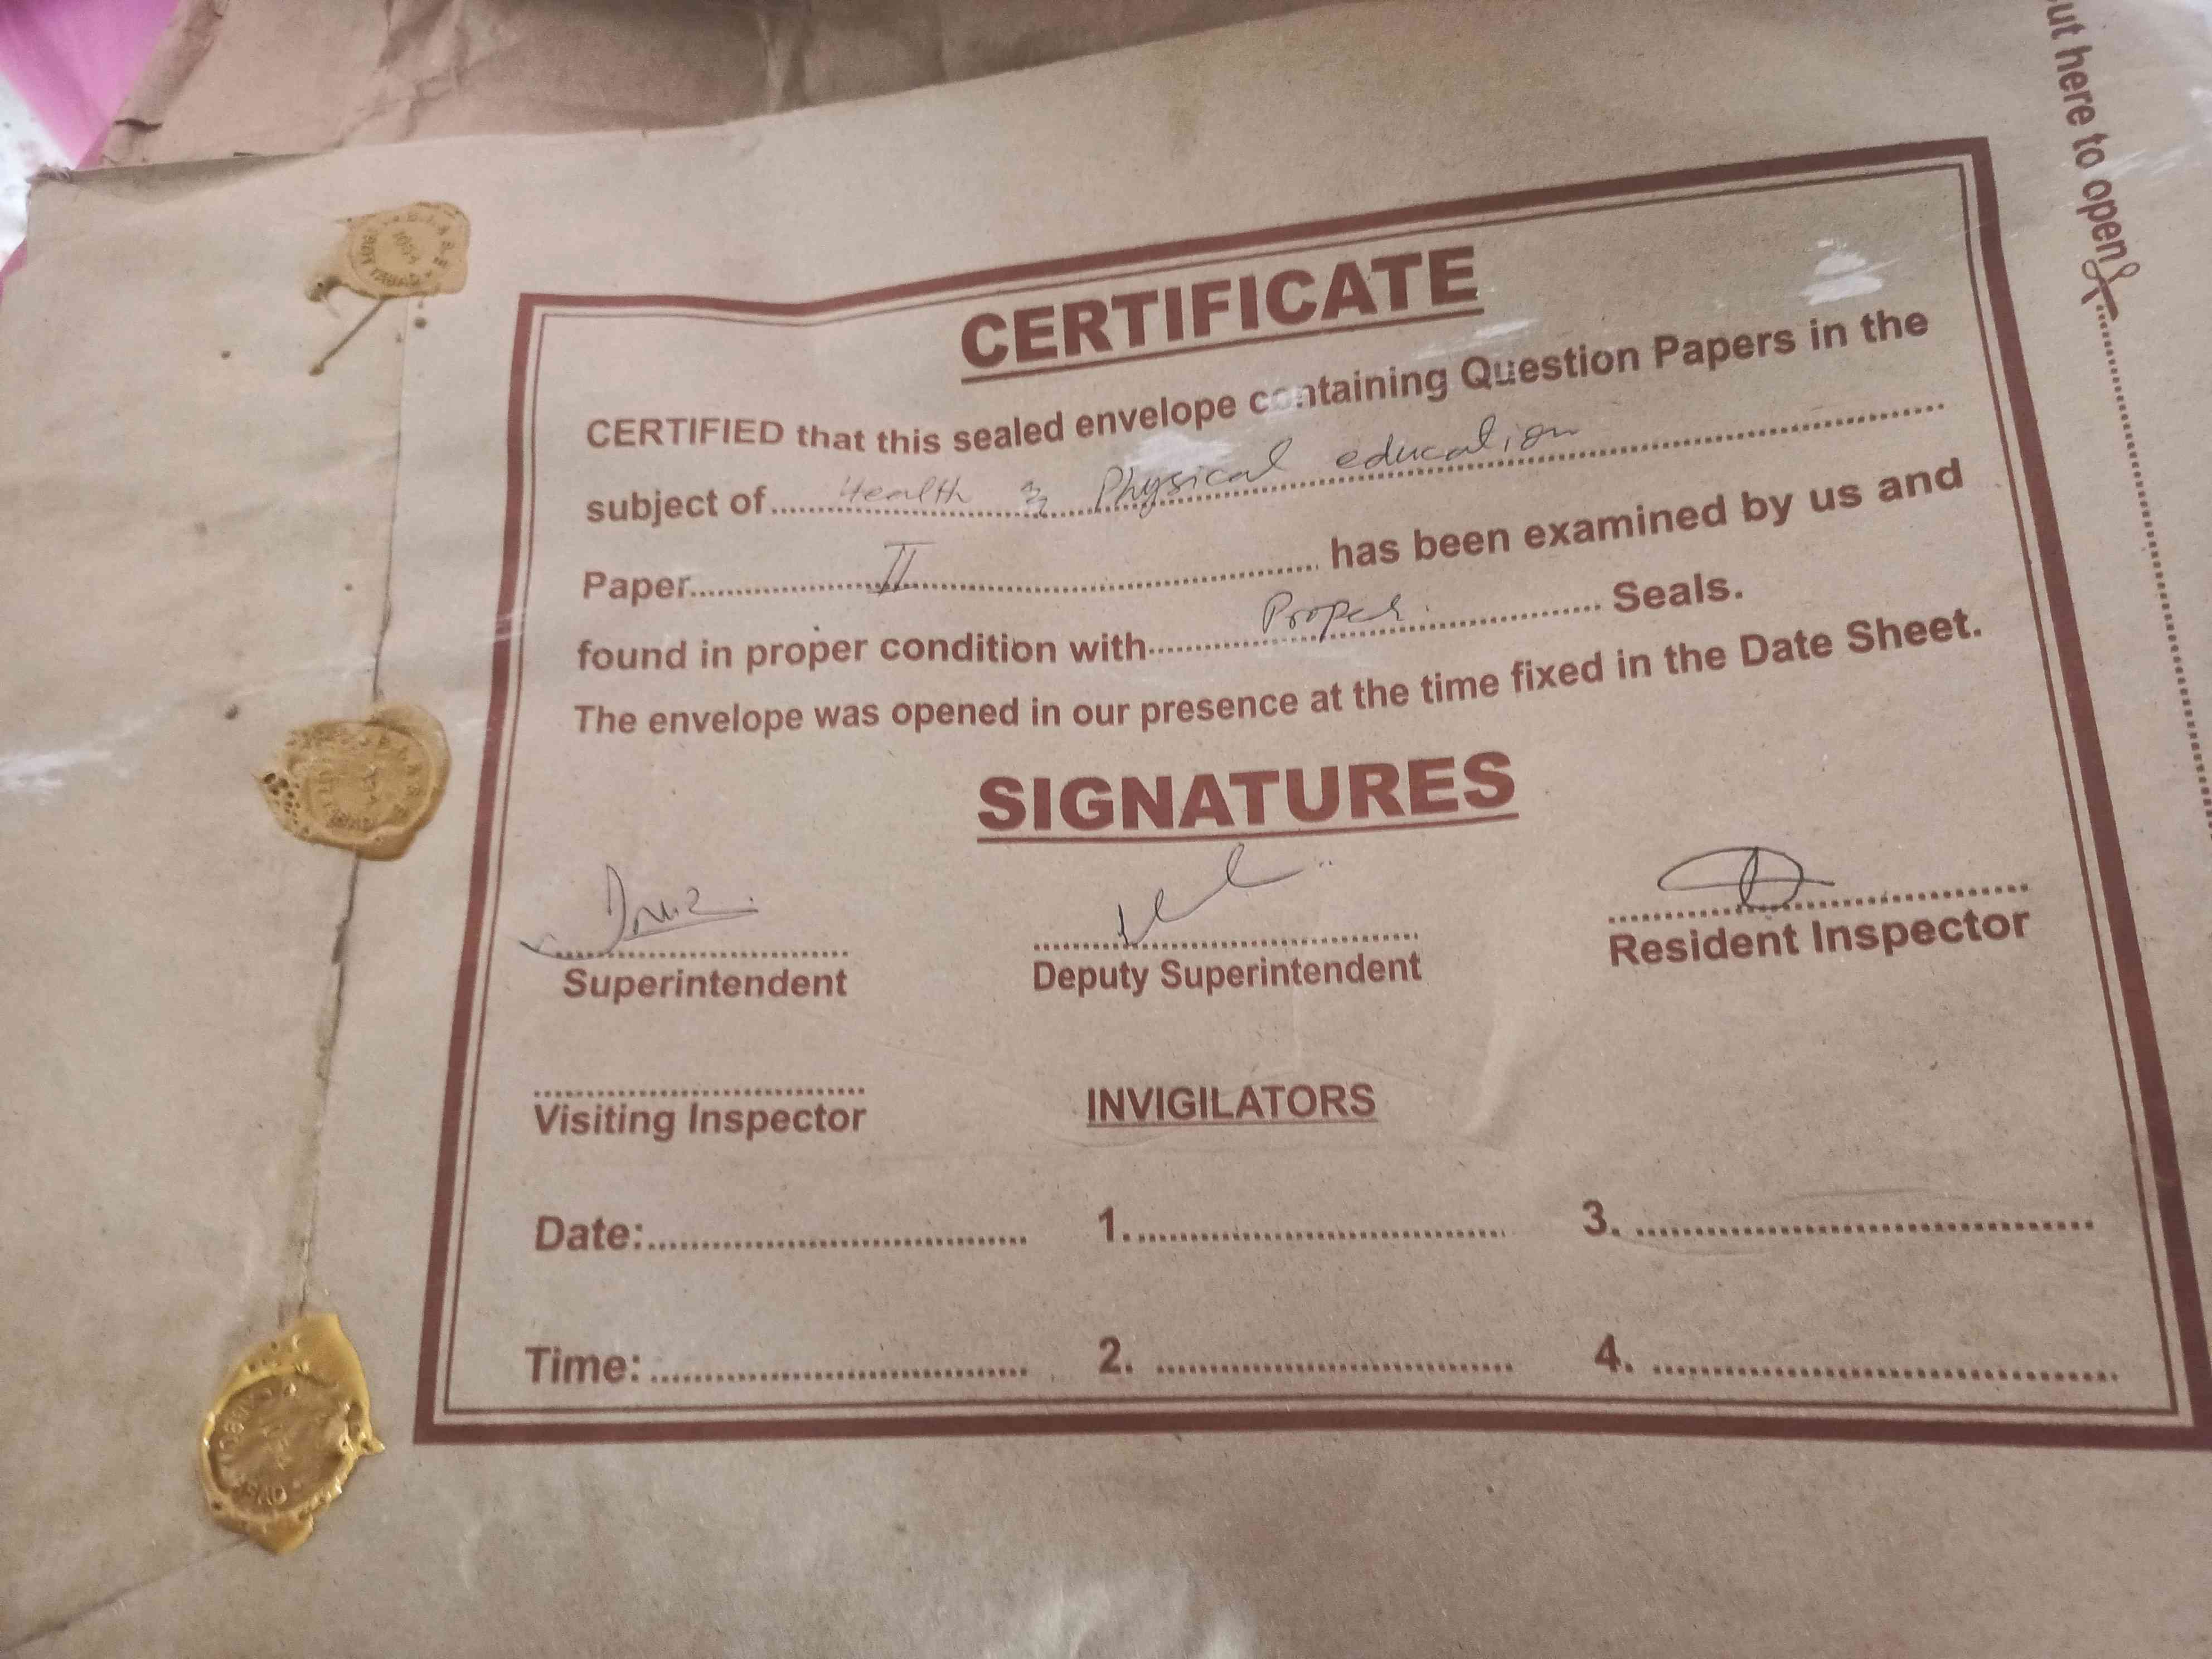 out here to open
CERTIFICATE
CERTIFIED that this sealed envelope containing Question Papers in the
subject of Health & Physical education
Paper II has been examined by us and
found in proper condition with Proper Seals.
The envelope was opened in our presence at the time fixed in the Date Sheet.
SIGNATURES
Superintendent Deputy Superintendent Resident Inspector
Visiting Inspector INVIGILATORS
Date: 1. 3.
Time: 2. 4.